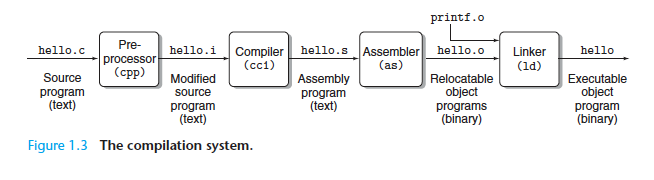 printf.o
hello.c
Pre-
processor
(cpp)
hello.i
Compiler
(cc1)
hello.s
Assembler
(as)
hello.o
Linker
(ld)
hello
Source
program
(text)
Modified
source
program
(text)
Assembly
program
(text)
Relocatable
object
programs
(binary)
Executable
object
program
(binary)
Figure 1.3 The compilation system.